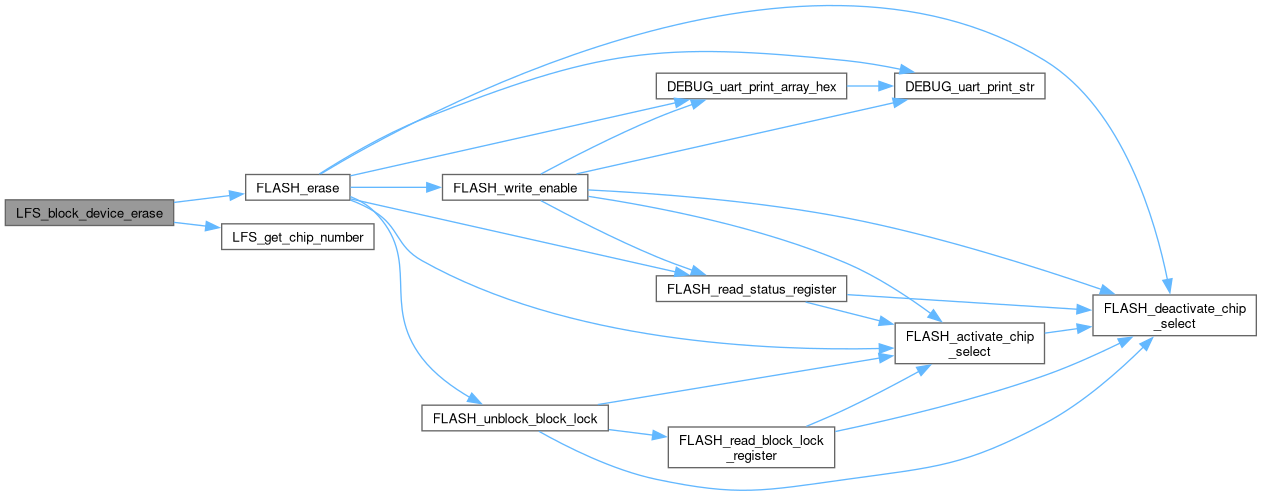 LFS_block_device_erase
FLASH_erase
LFS_get_chip_number
FLASH_write_enable
FLASH_unblock_block_lock
DEBUG_uart_print_array_hex
FLASH_read_status_register
FLASH_read_block_lock
_register
DEBUG_uart_print_str
FLASH_activate_chip
_select
FLASH_deactivate_chip
_select